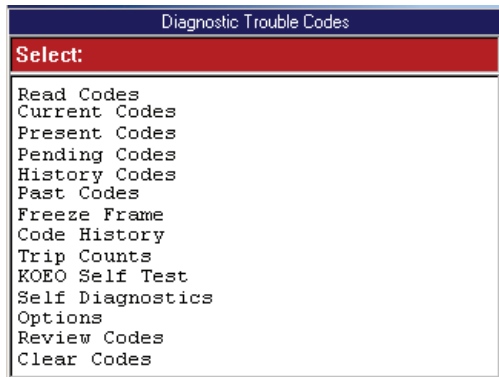 Diagnostic Trouble Codes
Select:
Read Codes
Current Codes
Present Codes
Pending Codes
History Codes
Past Codes
Freeze Frame
Code History
Trip Counts
KOEO Self Test
Self Diagnostics
Options
Review Codes
Clear Codes